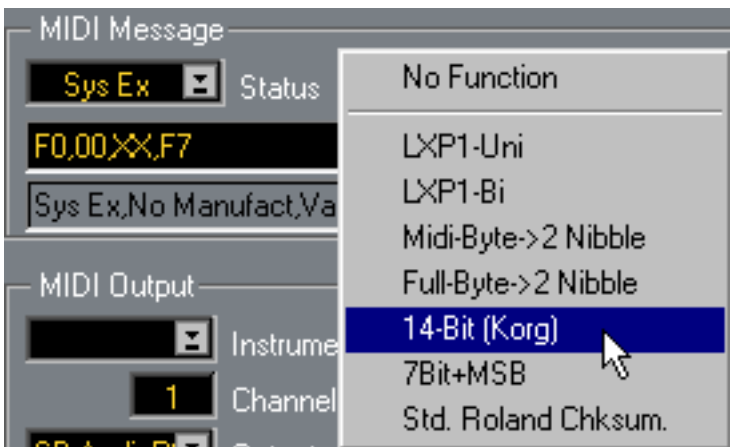 MIDI Message
Sys Ex Status
F0,00,XX,F7
Sys Ex,No Manufact,Va
MIDI Output
Instrume
1 Channel
No Function
LXP1-Uni
LXP1-Bi
Midi-Byte->2 Nibble
Full-Byte->2 Nibble
14-Bit (Korg)
7Bit+MSB
Std. Roland Chksum.